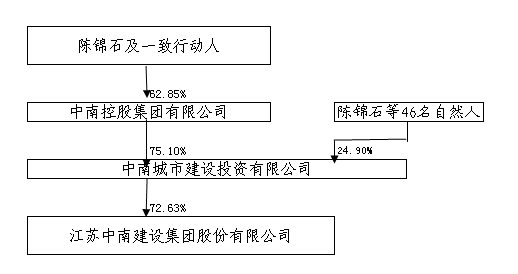 陈锦石及一致行动人
62.85%
中南控股集团有限公司
陈锦石等46名自然人
75.10%
24.90%
中南城市建设投资有限公司
72.63%
江苏中南建设集团股份有限公司